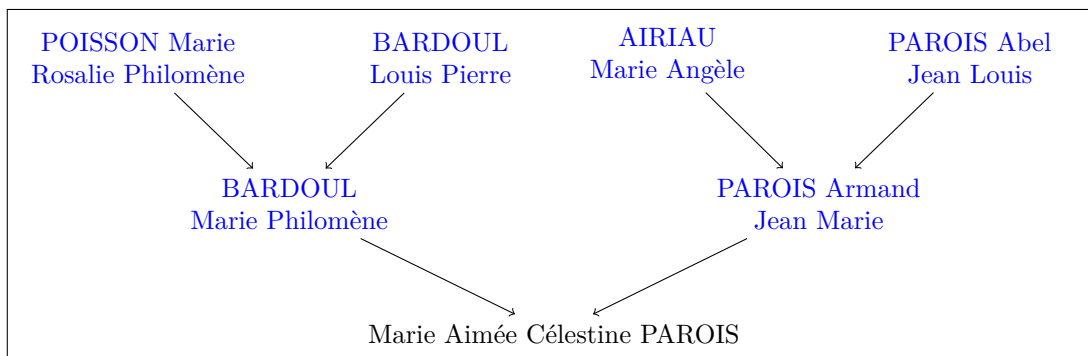 POISSON Marie
Rosalie Philomène
BARDOUL
Louis Pierre
AIRIAU
Marie Angèle
PAROIS Abel
Jean Louis
BARDOUL
Marie Philomène
PAROIS Armand
Jean Marie
Marie Aimée Célestine PAROIS